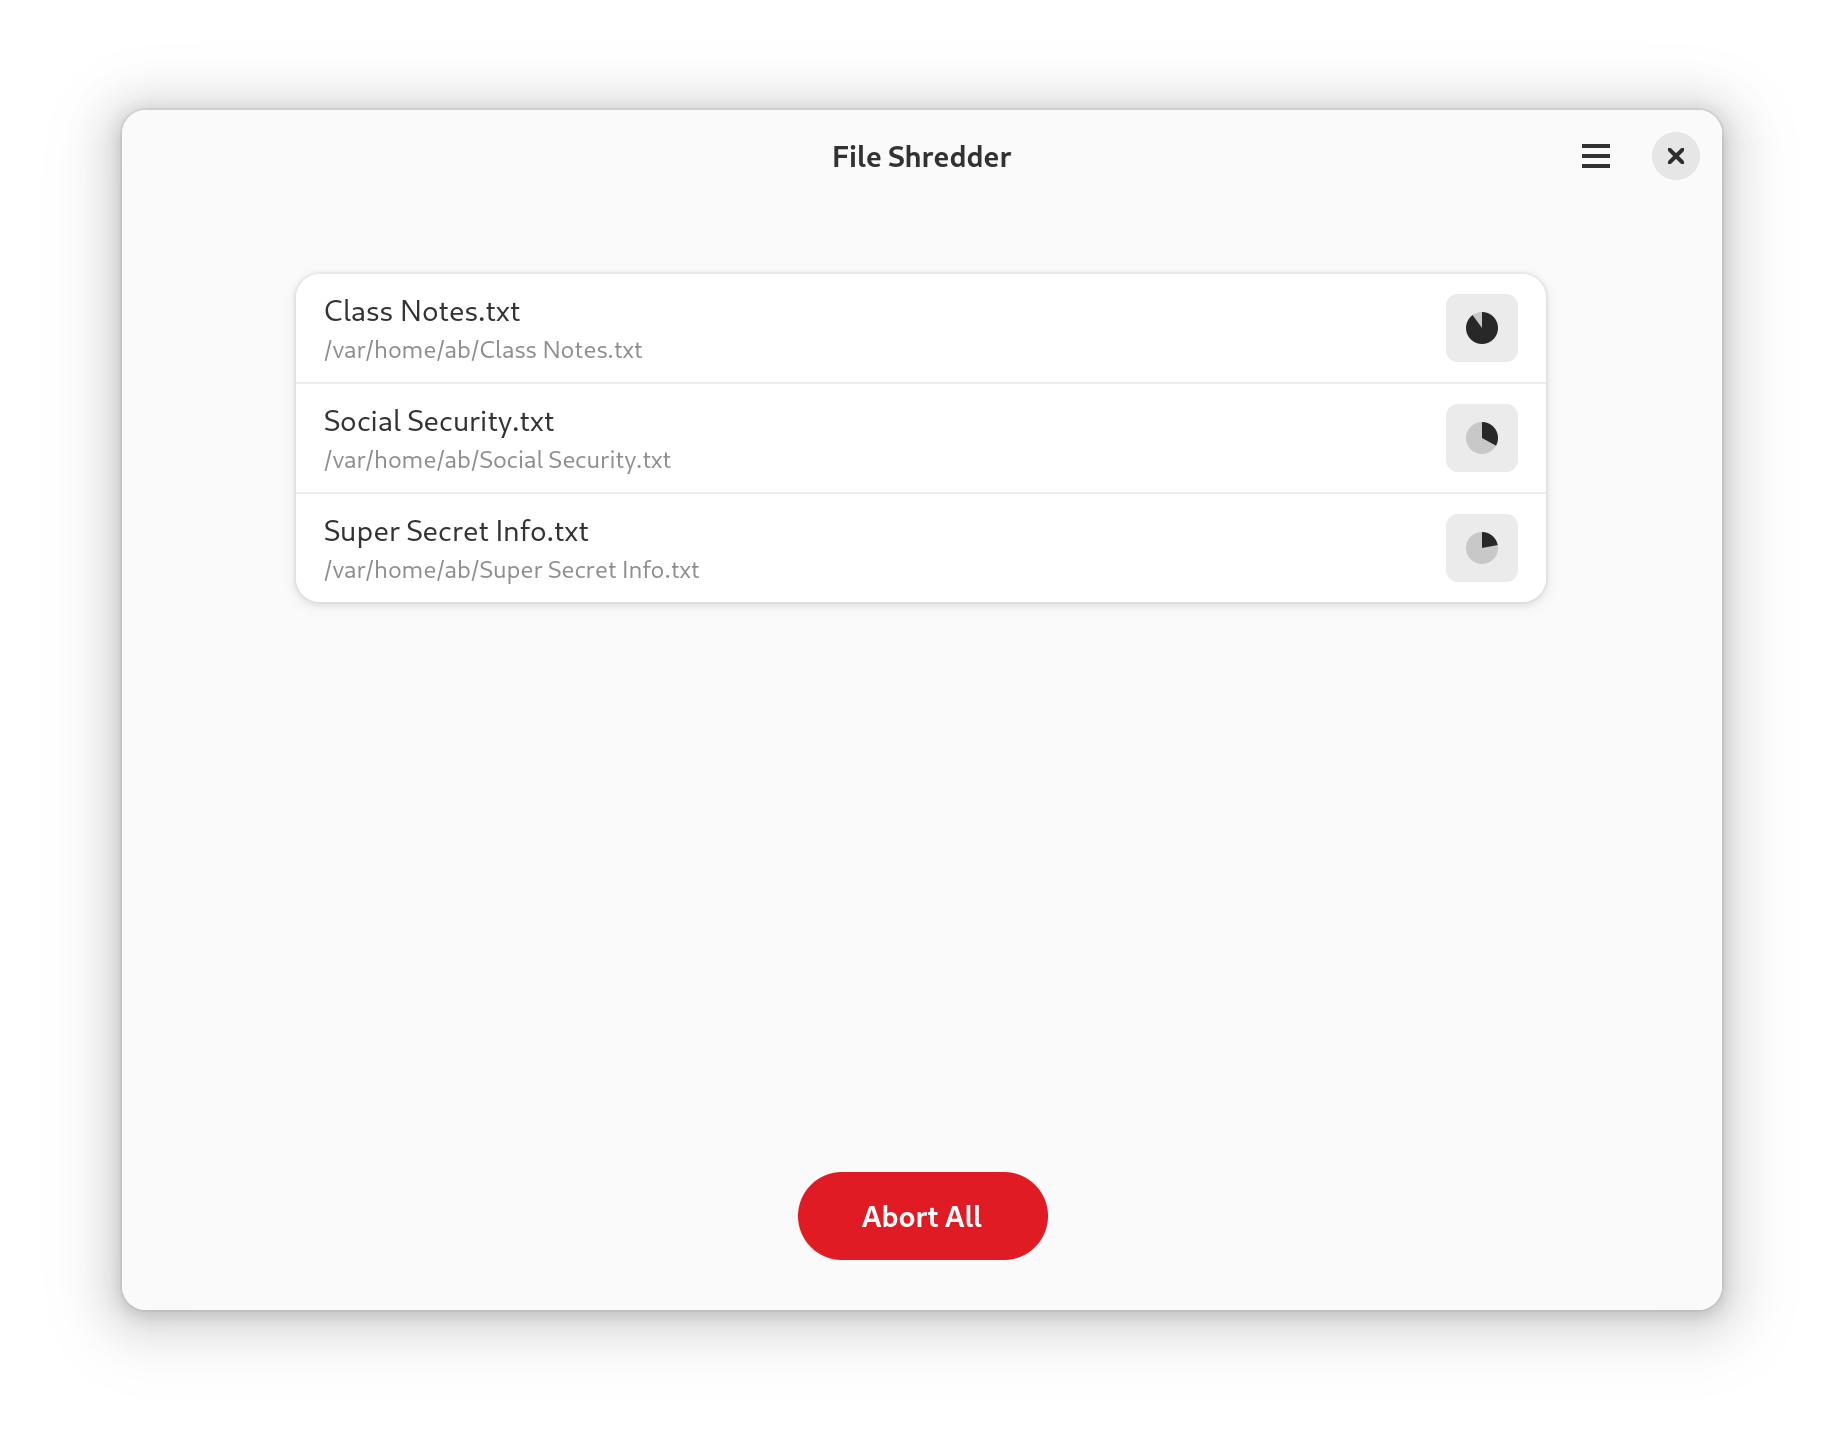 File Shredder
Class Notes.txt
/var/home/ab/Class Notes.txt
Social Security.txt
/var/home/ab/Social Security.txt
Super Secret Info.txt
/var/home/ab/Super Secret Info.txt
Abort All